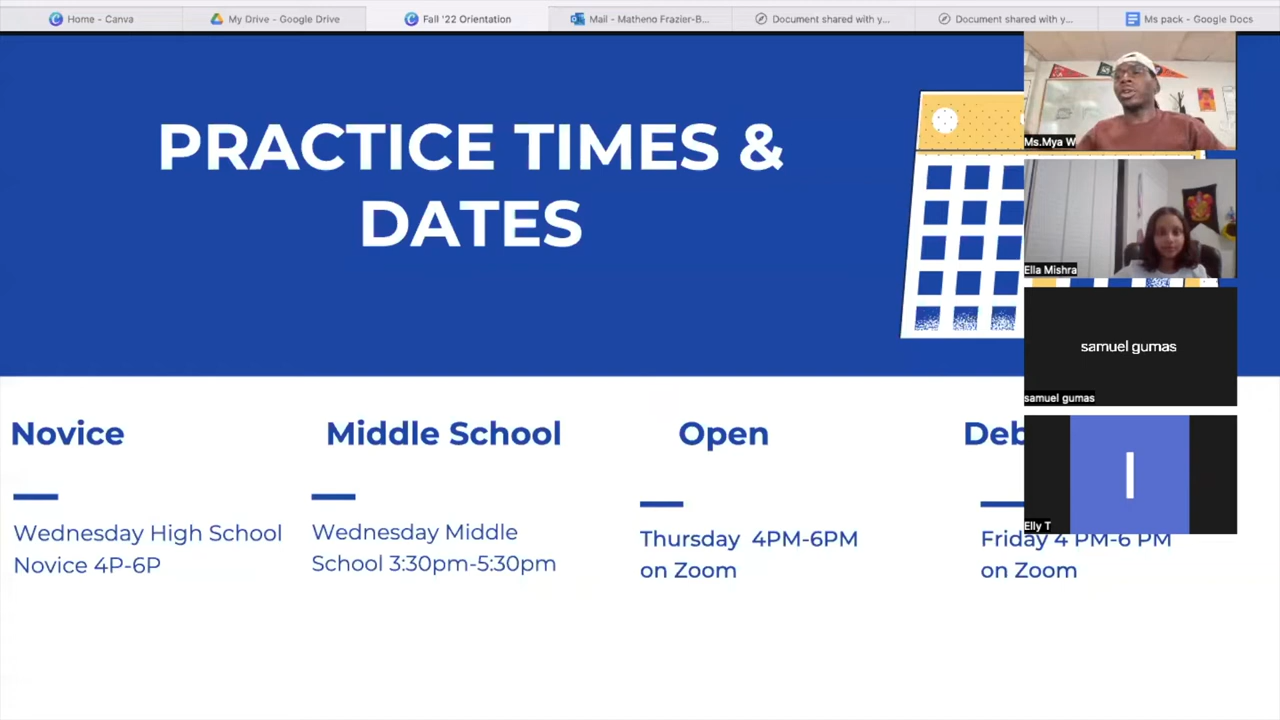 Home - Canva
My Drive - Google Drive
Fall '22 Orientation
Mail - Matheno Frazier-B...
Document shared with y...
Document shared with y...
Ms pack - Google Docs
PRACTICE TIMES &
DATES
Ms.Mya W
Ella Mishra
samuel gumas
samuel gumas
I
Elly T
Novice
Wednesday High School
Novice 4P-6P
Middle School
Wednesday Middle
School 3:30pm-5:30pm
Open
Thursday 4PM-6PM
on Zoom
Deb
Friday 4 PM-6 PM
on Zoom